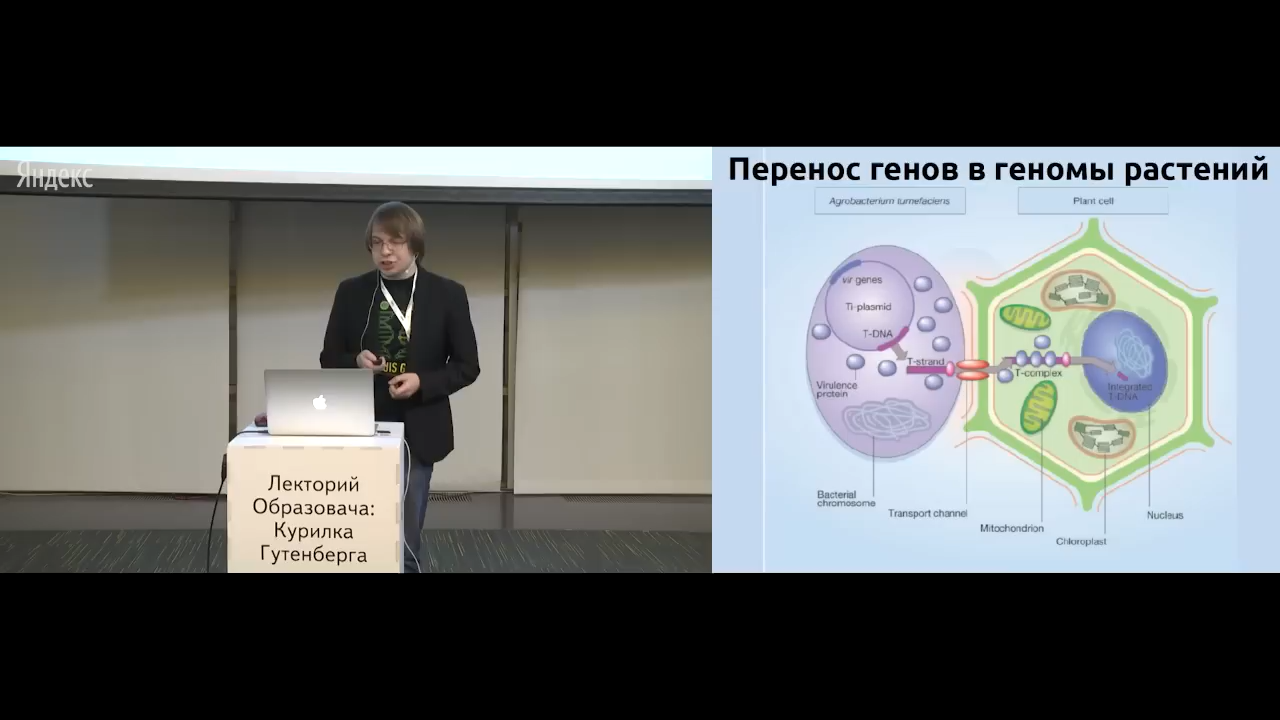 Яндекс
Лекторий
Образовача:
Курилка
Гутенберга
Перенос генов в геномы растений
Agrobacterium tumefaciens
Plant cell
vir genes
Ti-plasmid
T-DNA
T-strand
T-complex
Virulence
protein
Integrated
T-DNA
Bacterial
chromosome
Transport channel
Mitochondrion
Chloroplast
Nucleus